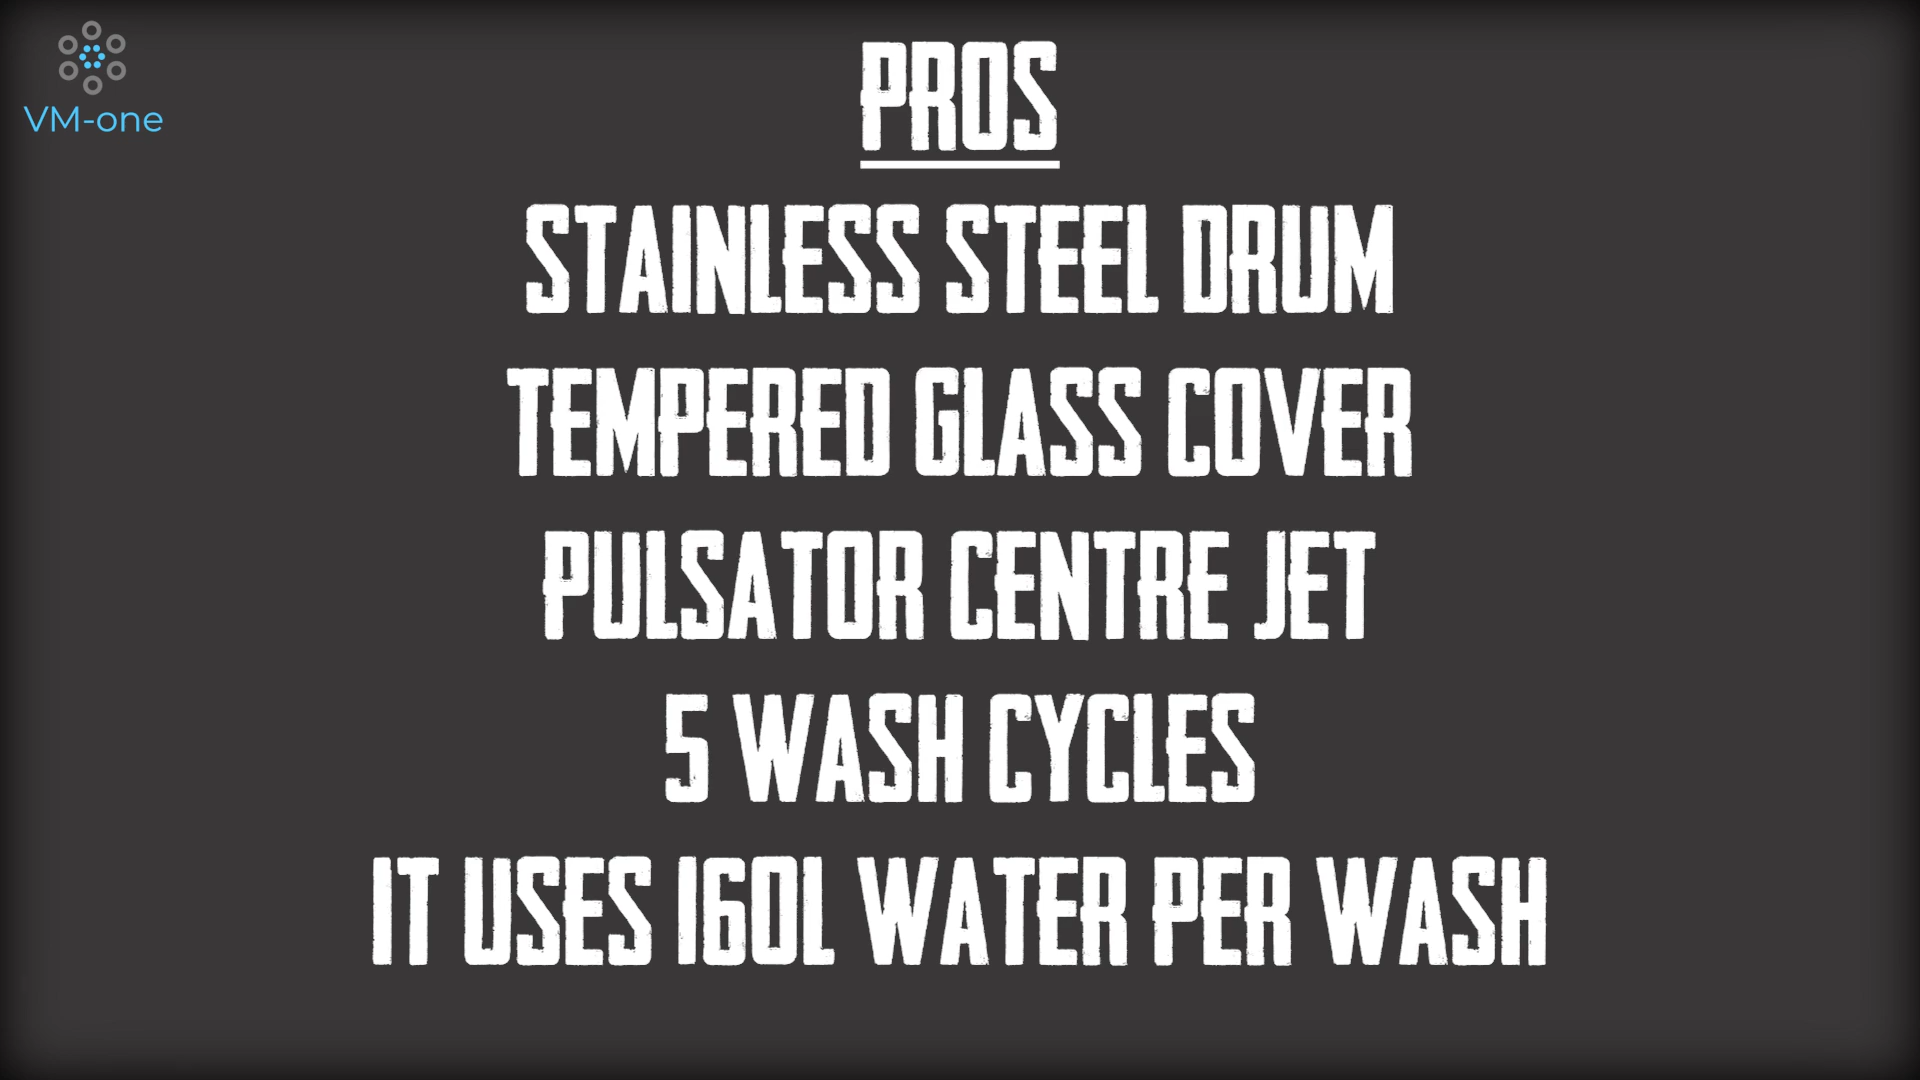 VM-one
PROS
STAINLESS STEEL DRUM
TEMPERED GLASS COVER
PULSATOR CENTRE JET
5 WASH CYCLES
IT USES 160L WATER PER WASH